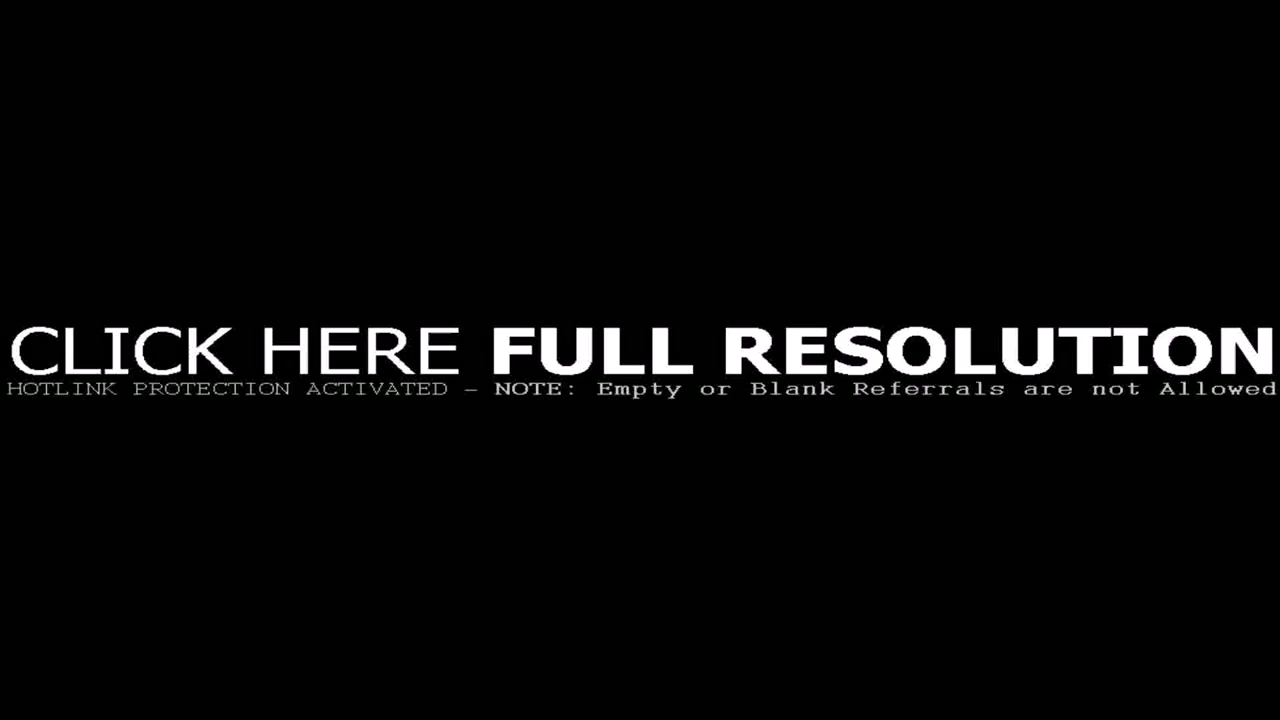 CLICK HERE FULL RESOLUTION
HOTLINK PROTECTION ACTIVATED - NOTE: Empty or Blank Referrals are not Allowed